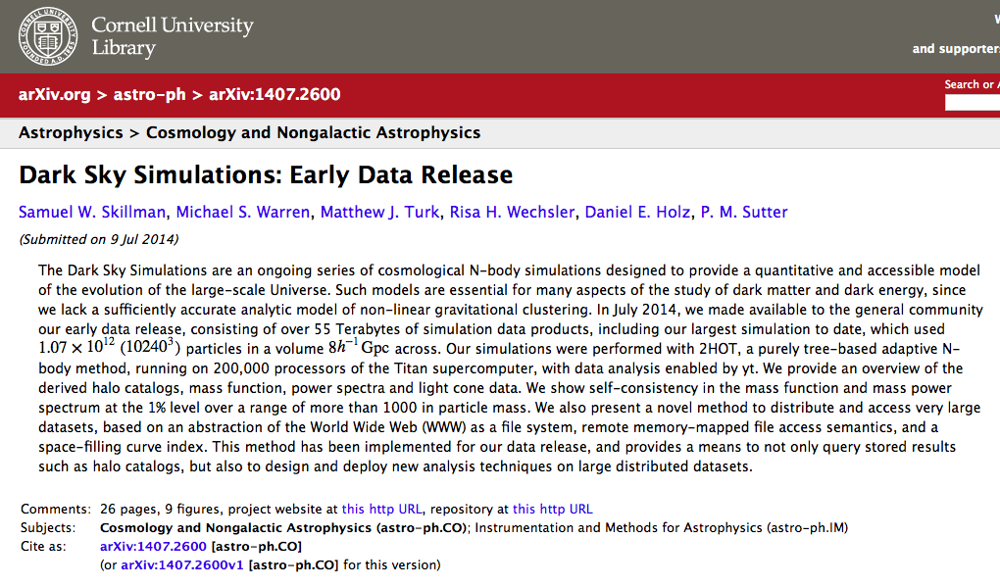 Cornell University
Library
W
and supporters
arXiv.org > astro-ph > arXiv:1407.2600
Search or A
Astrophysics > Cosmology and Nongalactic Astrophysics
Dark Sky Simulations: Early Data Release
Samuel W. Skillman, Michael S. Warren, Matthew J. Turk, Risa H. Wechsler, Daniel E. Holz, P. M. Sutter
(Submitted on 9 Jul 2014)
The Dark Sky Simulations are an ongoing series of cosmological N-body simulations designed to provide a quantitative and accessible model
of the evolution of the large-scale Universe. Such models are essential for many aspects of the study of dark matter and dark energy, since
we lack a sufficiently accurate analytic model of non-linear gravitational clustering. In July 2014, we made available to the general community
our early data release, consisting of over 55 Terabytes of simulation data products, including our largest simulation to date, which used
1.07 × 10¹² (10240³) particles in a volume 8h⁻¹ Gpc across. Our simulations were performed with 2HOT, a purely tree-based adaptive N-
body method, running on 200,000 processors of the Titan supercomputer, with data analysis enabled by yt. We provide an overview of the
derived halo catalogs, mass function, power spectra and light cone data. We show self-consistency in the mass function and mass power
spectrum at the 1% level over a range of more than 1000 in particle mass. We also present a novel method to distribute and access very large
datasets, based on an abstraction of the World Wide Web (WWW) as a file system, remote memory-mapped file access semantics, and a
space-filling curve index. This method has been implemented for our data release, and provides a means to not only query stored results
such as halo catalogs, but also to design and deploy new analysis techniques on large distributed datasets.
Comments: 26 pages, 9 figures, project website at this http URL, repository at this http URL
Subjects: Cosmology and Nongalactic Astrophysics (astro-ph.CO); Instrumentation and Methods for Astrophysics (astro-ph.IM)
Cite as: arXiv:1407.2600 [astro-ph.CO]
(or arXiv:1407.2600v1 [astro-ph.CO] for this version)